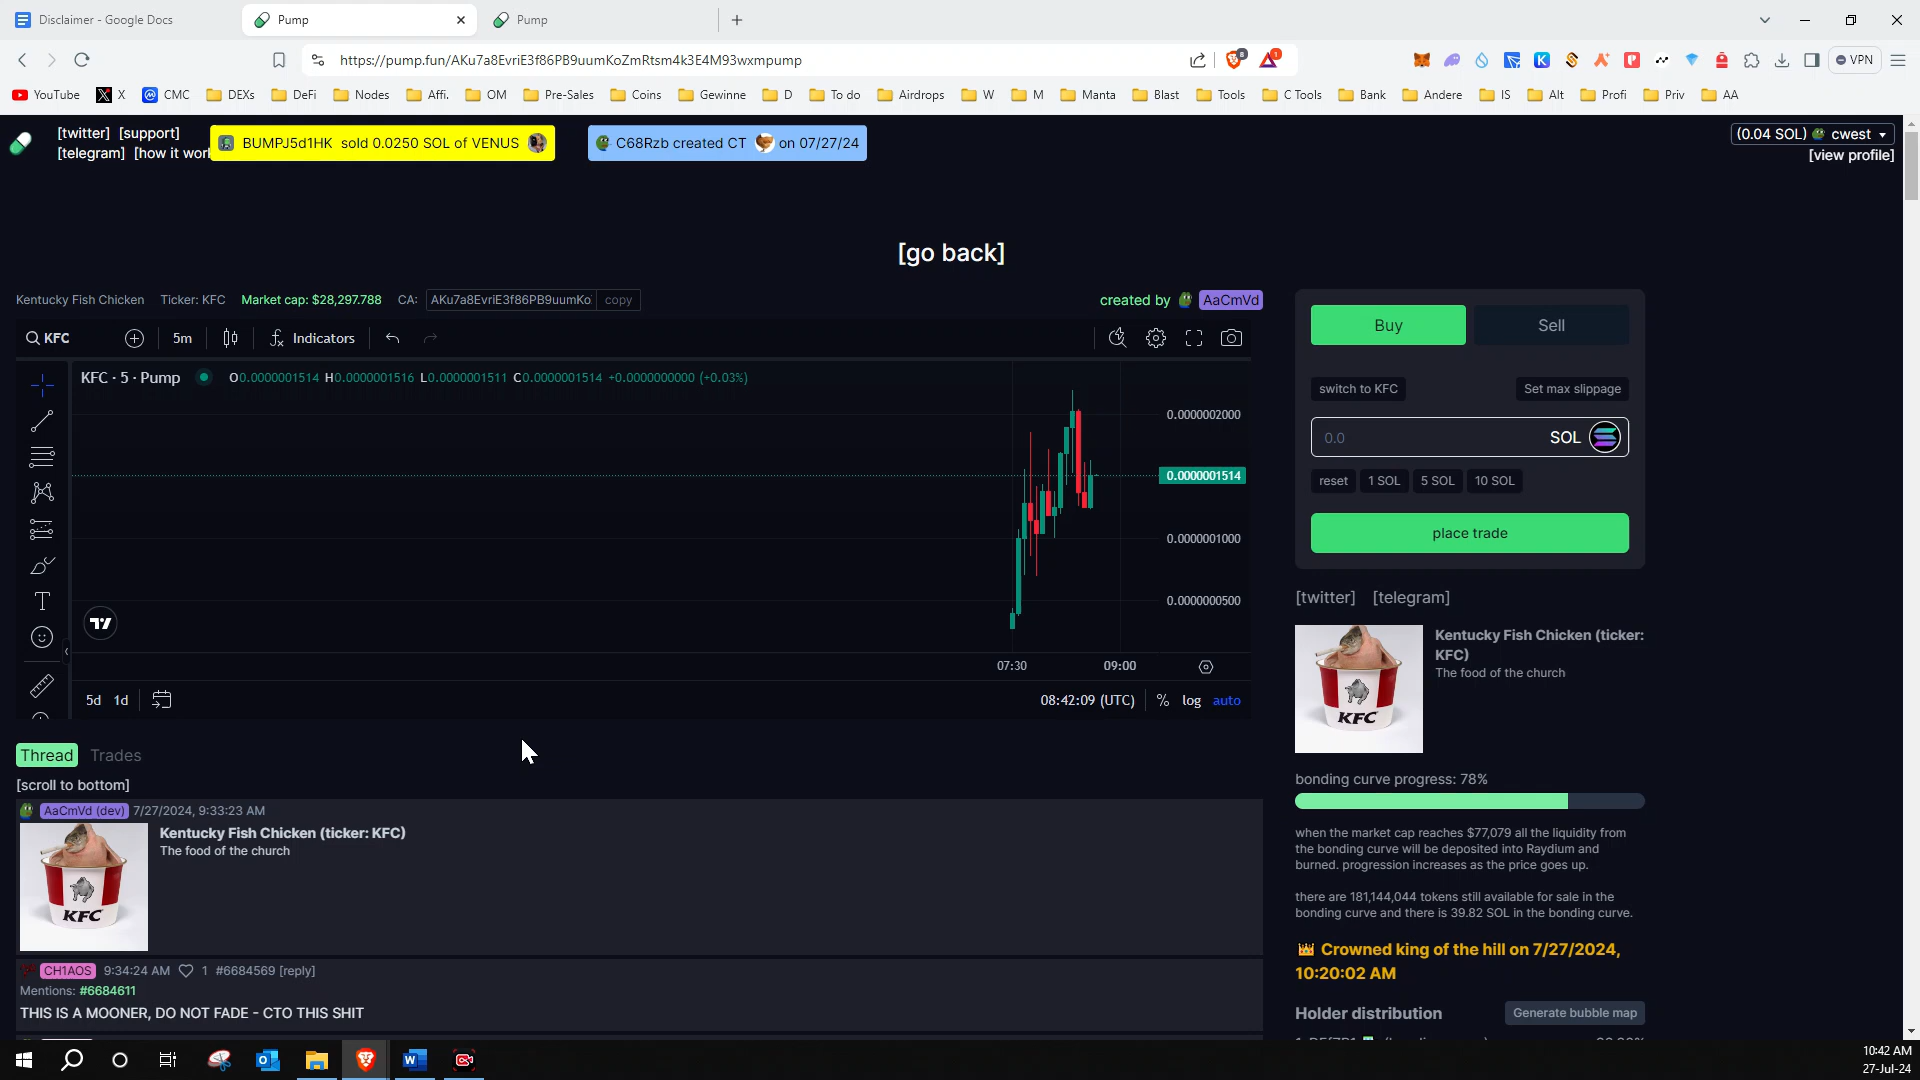 Disclaimer - Google Docs
Pump
Pump
https://pump.fun/AKu7a8EvriE3f86PB9uumKoZmRtsm4k3E4M93wxmpump
8
1
VPN
YouTube X CMC DEXs DeFi Nodes Affi. OM Pre-Sales Coins Gewinne D To do Airdrops W M Manta Blast Tools C Tools Bank Andere IS Alt Profi Priv AA
[twitter] [support]
[telegram] [how it wor
BUMPJ5d1HK sold 0.0250 SOL of VENUS
C68Rzb created CT on 07/27/24
(0.04 SOL) cwest
[view profile]
[go back]
Kentucky Fish Chicken Ticker: KFC Market cap: $28,297.788 CA: AKu7a8EvriE3f86PB9uumKo copy
created by AaCmVd
KFC 5m Indicators
KFC · 5 · Pump O0.0000001514 H0.0000001516 L0.0000001511 C0.0000001514 +0.0000000000 (+0.03%)
0.0000002000
0.0000001514
0.0000001000
0.0000000500
07:30 09:00
5d 1d
08:42:09 (UTC) % log auto
Buy Sell
switch to KFC Set max slippage
0.0 SOL
reset 1 SOL 5 SOL 10 SOL
place trade
[twitter] [telegram]
KFC
Kentucky Fish Chicken (ticker:
KFC)
The food of the church
bonding curve progress: 78%
when the market cap reaches $77,079 all the liquidity from
the bonding curve will be deposited into Raydium and
burned. progression increases as the price goes up.
there are 181,144,044 tokens still available for sale in the
bonding curve and there is 39.82 SOL in the bonding curve.
Crowned king of the hill on 7/27/2024,
10:20:02 AM
Holder distribution Generate bubble map
Thread Trades
[scroll to bottom]
AaCmVd (dev) 7/27/2024, 9:33:23 AM
KFC
Kentucky Fish Chicken (ticker: KFC)
The food of the church
CH1AOS 9:34:24 AM 1 #6684569 [reply]
Mentions: #6684611
THIS IS A MOONER, DO NOT FADE - CTO THIS SHIT
10:42 AM
27-Jul-24